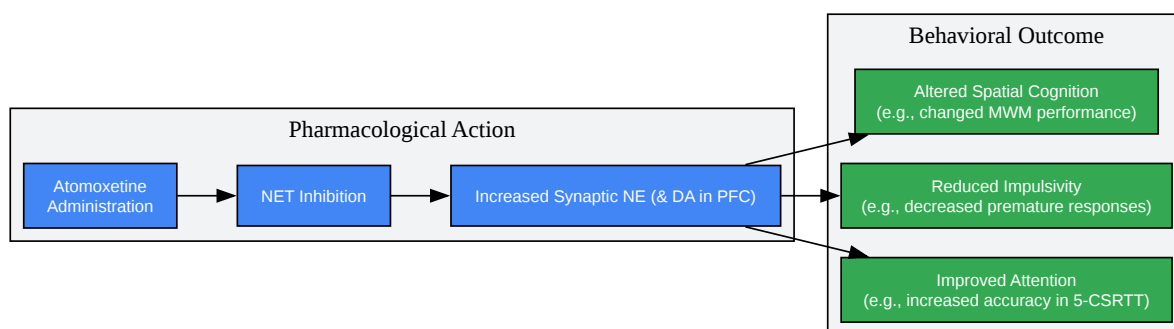 Pharmacological Action
Atomoxetine
Administration
NET Inhibition
Increased Synaptic NE (& DA in PFC)
Behavioral Outcome
Altered Spatial Cognition
(e.g., changed MWM performance)
Reduced Impulsivity
(e.g., decreased premature responses)
Improved Attention
(e.g., increased accuracy in 5-CSRTT)